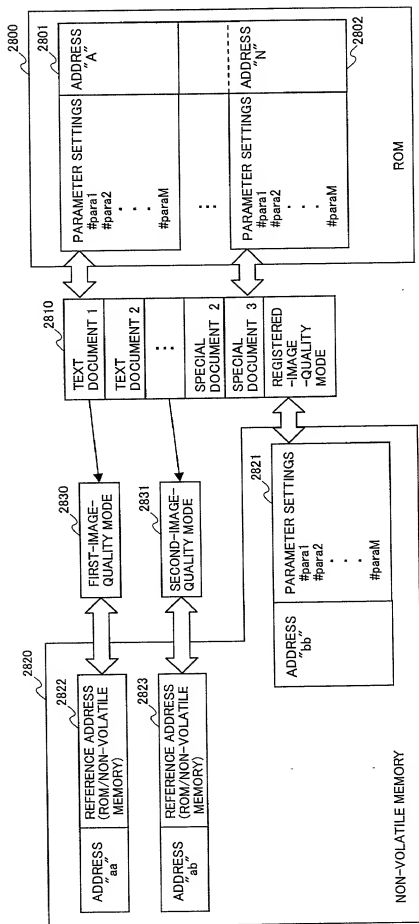 2800
2801
ADDRESS
"A"
PARAMETER SETTINGS
#para1
#para2
. . .
#paraM
⋮
ADDRESS
"N"
2802
PARAMETER SETTINGS
#para1
#para2
. . .
#paraM
ROM
2810
TEXT
DOCUMENT 1
TEXT
DOCUMENT 2
⋮
SPECIAL
DOCUMENT 2
SPECIAL
DOCUMENT 3
REGISTERED
-IMAGE
-QUALITY
MODE
2830
FIRST-IMAGE-
QUALITY MODE
2831
SECOND-IMAGE-
QUALITY MODE
2820
2822
ADDRESS
"aa"
REFERENCE ADDRESS
(ROM/NON-VOLATILE
MEMORY)
2823
ADDRESS
"ab"
REFERENCE ADDRESS
(ROM/NON-VOLATILE
MEMORY)
2821
ADDRESS
"bb"
PARAMETER SETTINGS
#para1
#para2
. . .
#paraM
NON-VOLATILE MEMORY